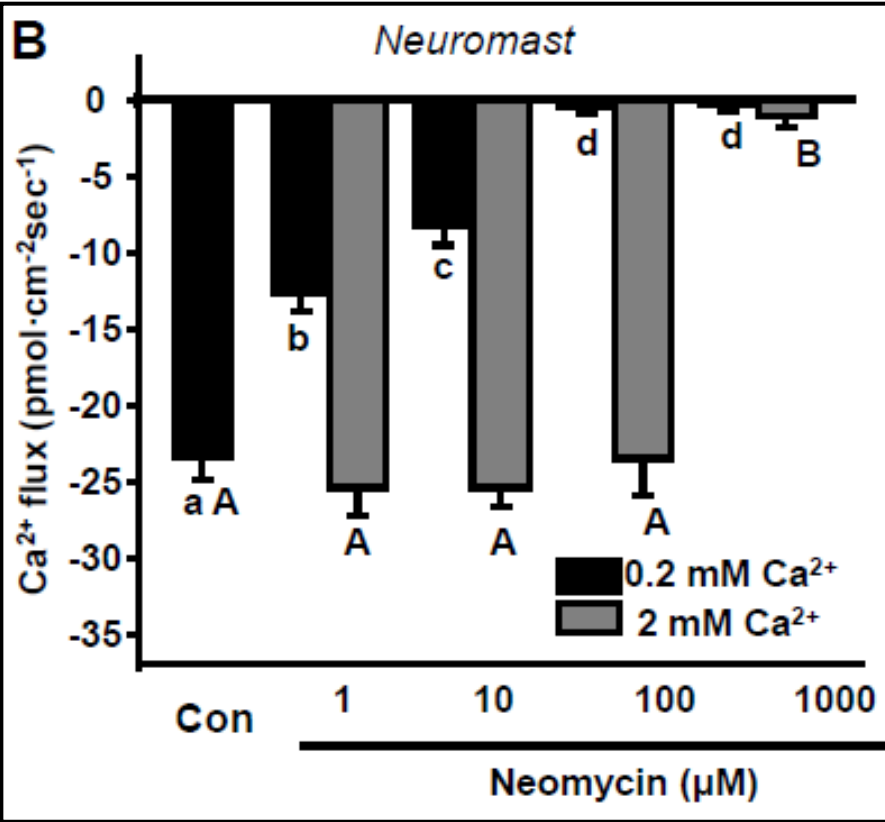 B
Neuromast
Ca²⁺ flux (pmol·cm⁻²sec⁻¹)
0
-5
-10
-15
-20
-25
-30
-35
a A
b
A
c
A
d
A
d
B
0.2 mM Ca²⁺
2 mM Ca²⁺
Con 1 10 100 1000
Neomycin (µM)